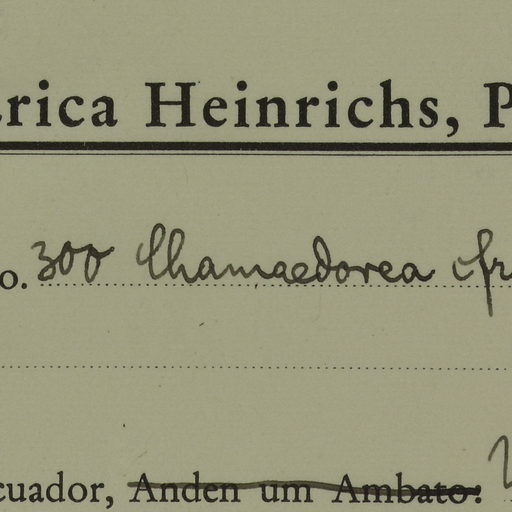 rica Heinrichs, P
o. 300 Chamaedorea
cuador, Anden um Ambato: